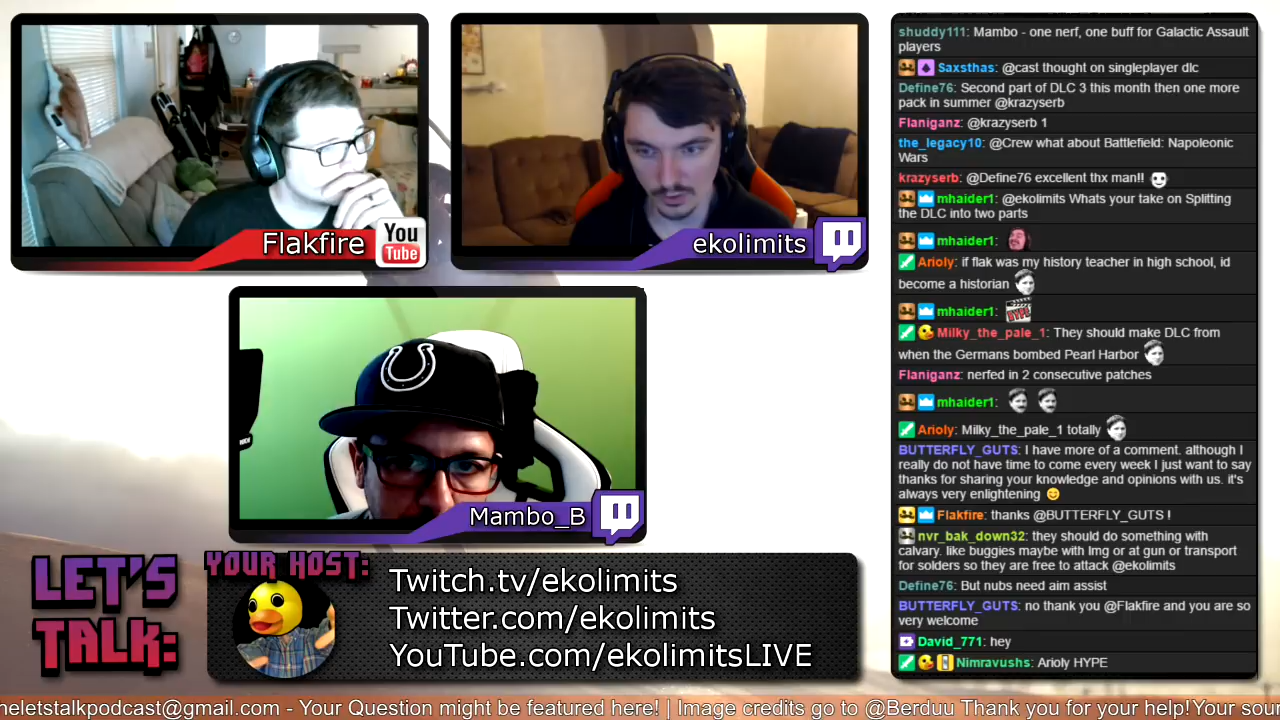 Flakfire
You
Tube
ekolimits
Mambo_B
LET'S
TALK:
YOUR HOST:
Twitch.tv/ekolimits
Twitter.com/ekolimits
YouTube.com/ekolimitsLIVE
shuddy111: Mambo - one nerf, one buff for Galactic Assault
players
Saxsthas: @cast thought on singleplayer dlc
Define76: Second part of DLC 3 this month then one more
pack in summer @krazyserb
Flaniganz: @krazyserb 1
the_legacy10: @Crew what about Battlefield: Napoleonic
Wars
krazyserb: @Define76 excellent thx man!!
mhaider1: @ekolimits Whats your take on Splitting
the DLC into two parts
mhaider1:
Arioly: if flak was my history teacher in high school, id
become a historian
mhaider1: HYPE
Milky_the_pale_1: They should make DLC from
when the Germans bombed Pearl Harbor
Flaniganz: nerfed in 2 consecutive patches
mhaider1:
Arioly: Milky_the_pale_1 totally
BUTTERFLY_GUTS: I have more of a comment. although I
really do not have time to come every week I just want to say
thanks for sharing your knowledge and opinions with us. it's
always very enlightening
Flakfire: thanks @BUTTERFLY_GUTS !
nvr_bak_down32: they should do something with
calvary. like buggies maybe with lmg or at gun or transport
for solders so they are free to attack @ekolimits
Define76: But nubs need aim assist
BUTTERFLY_GUTS: no thank you @Flakfire and you are so
very welcome
David_771: hey
Nimravushs: Arioly HYPE
heletstalkpodcast@gmail.com - Your Question might be featured here! | Image credits go to @Berduu Thank you for your help!Your sour